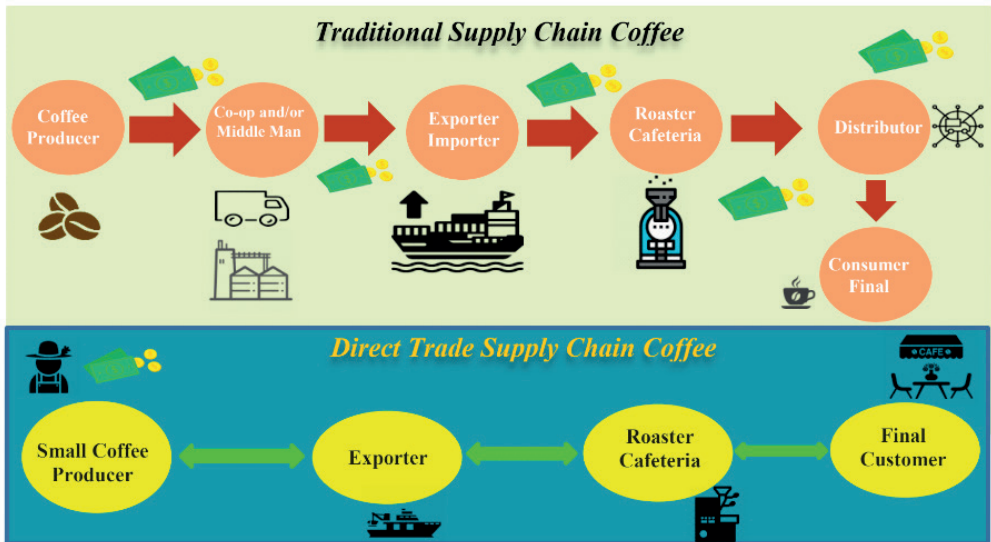 Traditional Supply Chain Coffee
Coffee
Producer
Co-op and/or
Middle Man
Exporter
Importer
Roaster
Cafeteria
Distributor
Consumer
Final
Direct Trade Supply Chain Coffee
CAFE
Small Coffee
Producer
Exporter
Roaster
Cafeteria
Final
Customer